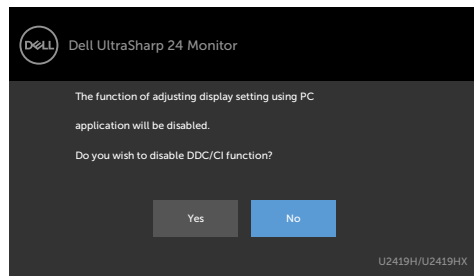 DELL
Dell UltraSharp 24 Monitor
The function of adjusting display setting using PC
application will be disabled.
Do you wish to disable DDC/CI function?
Yes
No
U2419H/U2419HX